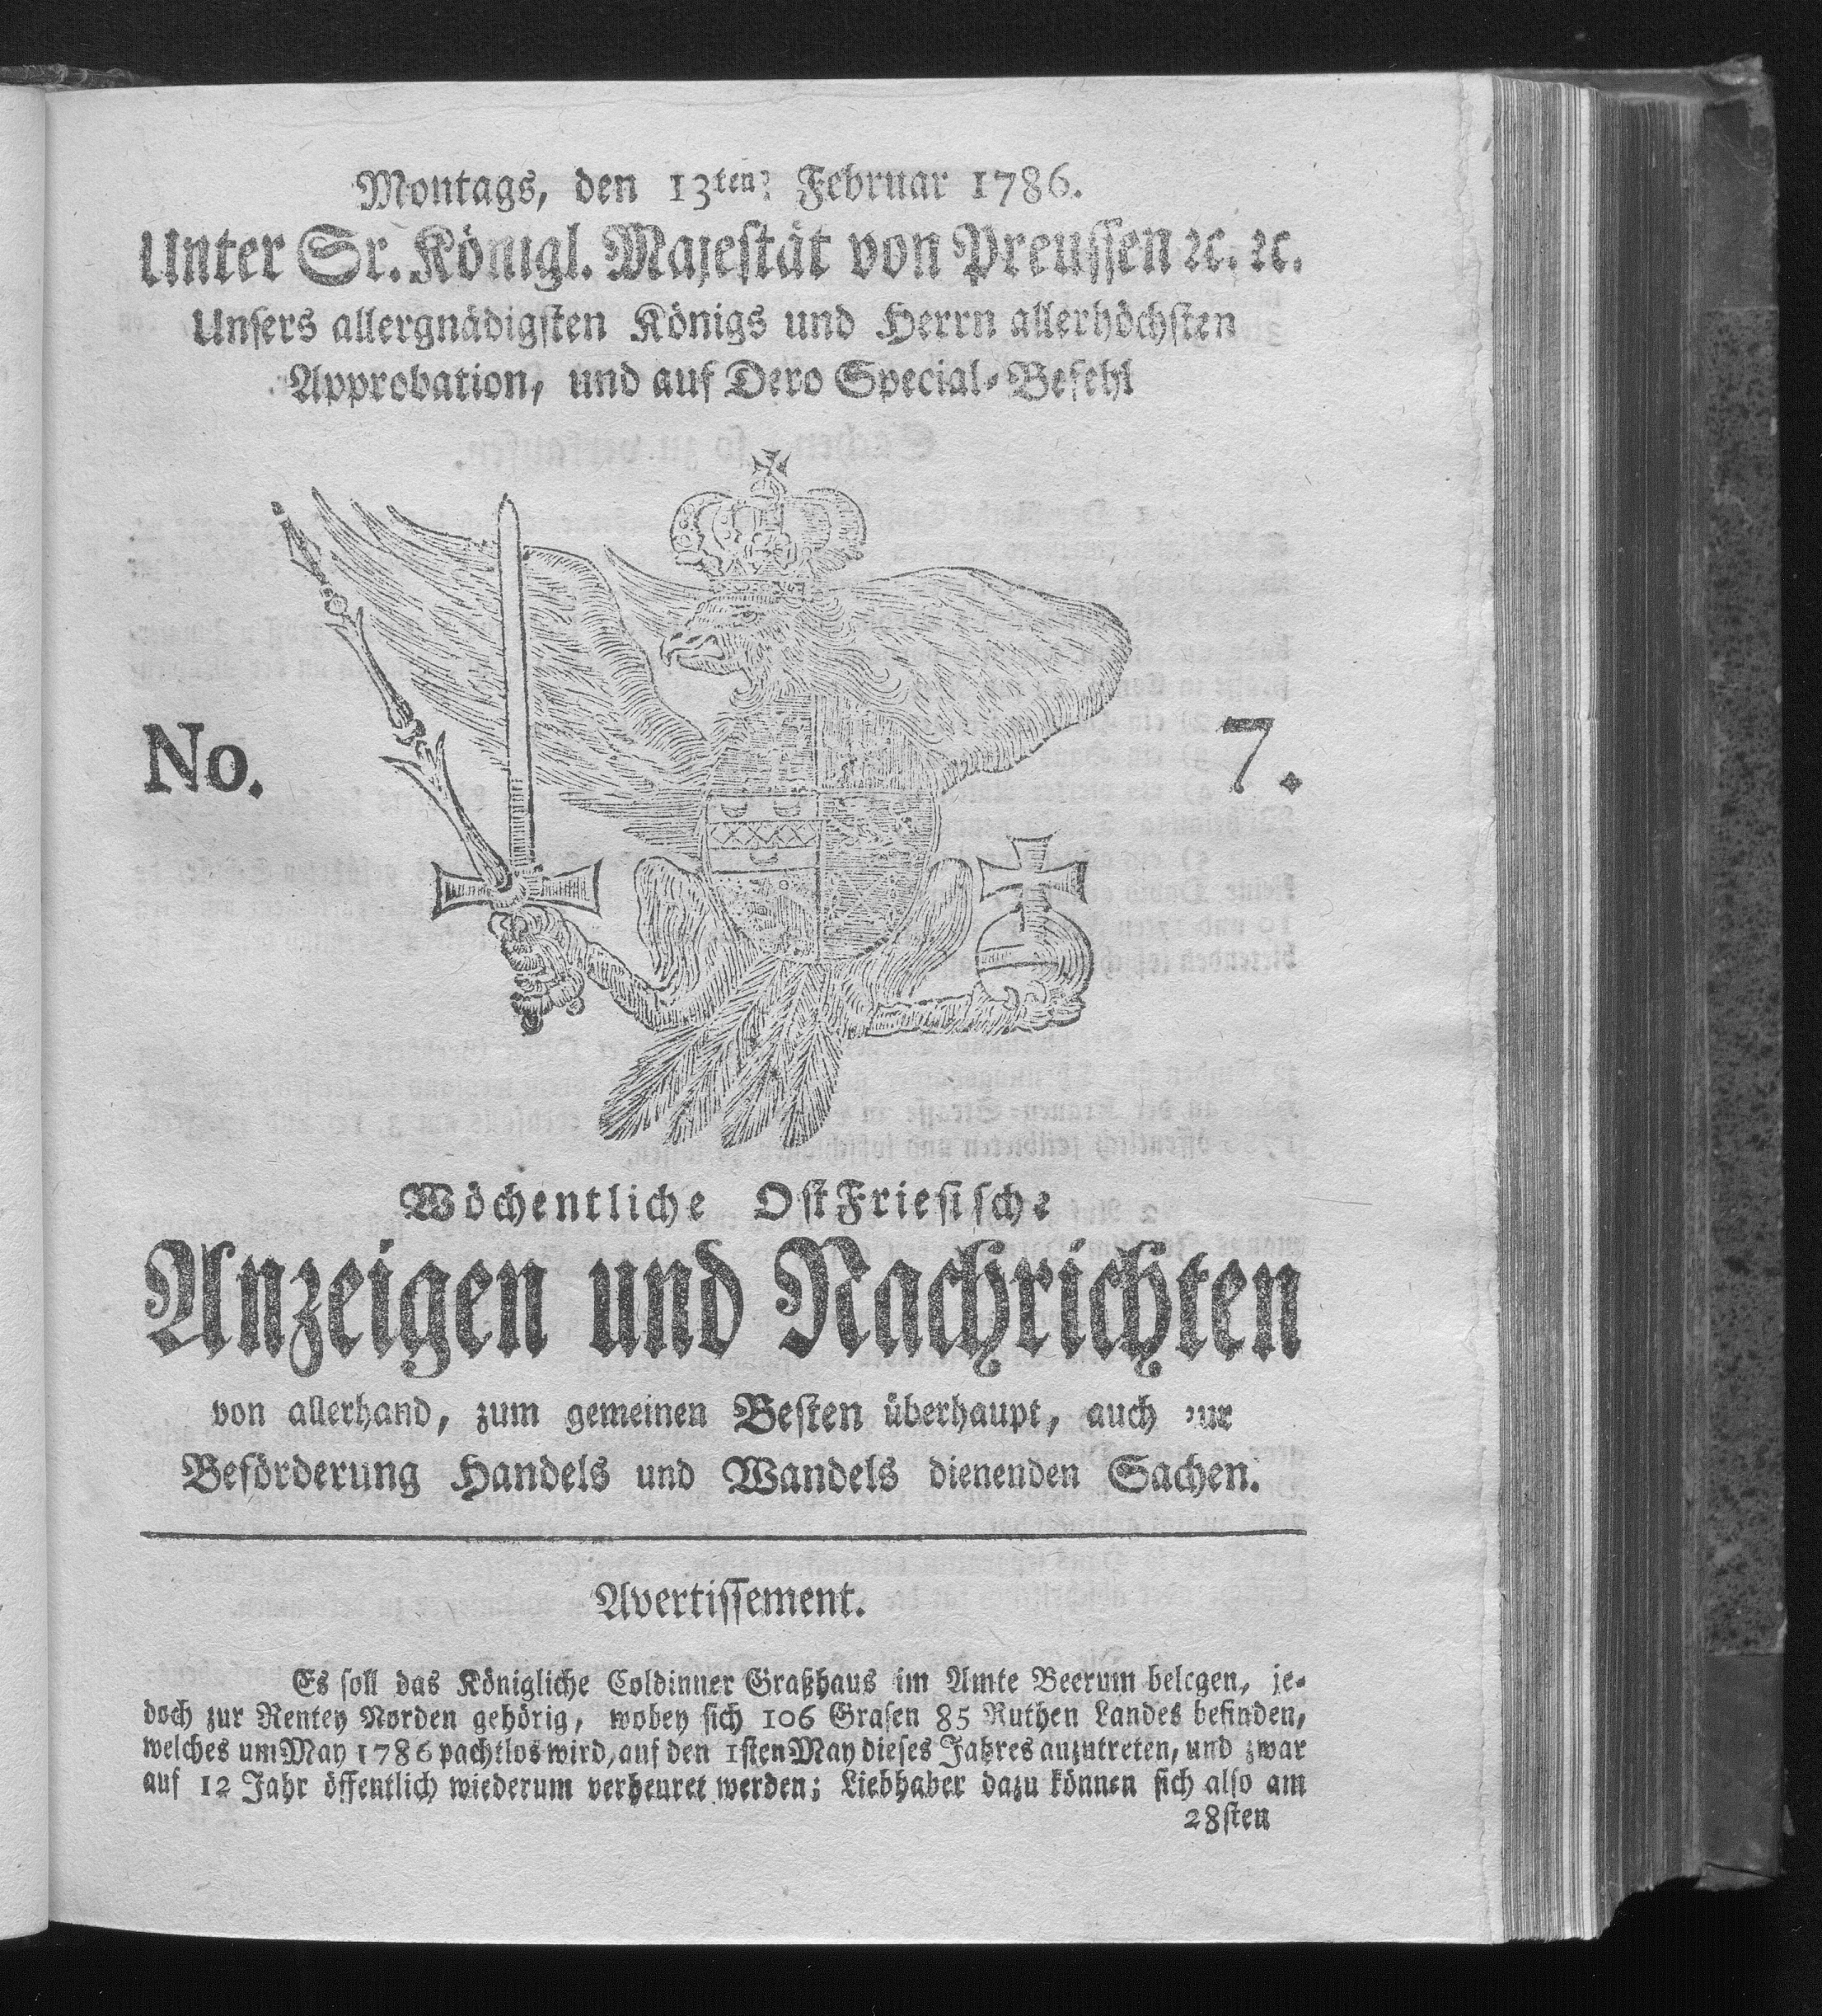 Montags, den 13ten Februar 1786.
Unter Sr. Königl. Majestät von Preussen ꝛc. ꝛc.
Unsers allergnädigsten Königs und Herrn allerhöchsten
Approbation, und auf Dero Special-Befehl
No. 7.
Wöchentliche OstFriesische
Anzeigen und Nachrichten
von allerhand, zum gemeinen Besten überhaupt, auch zur
Beförderung Handels und Wandels dienenden Sachen.
Avertissement.
Es soll das Königliche Coldinner Graßhaus im Amte Beerum belegen, je-
doch zur Rentey Norden gehörig, wobey sich 106 Grasen 85 Ruthen Landes befinden,
welches um May 1786 pachtlos wird, auf den 1sten May dieses Jahres anzutreten, und zwar
auf 12 Jahr öffentlich wiederum verheuret werden; Liebhaber dazu können sich also am
28sten